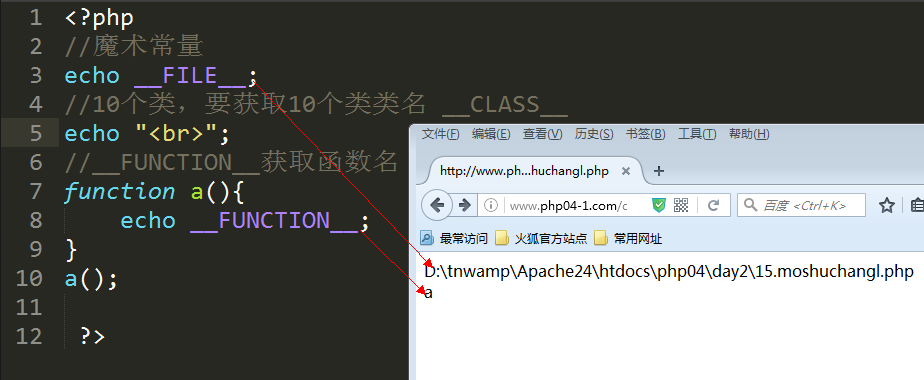 1 <?php
2 //魔术常量
3 echo __FILE__;
4 //10个类，要获取10个类类名 __CLASS__
5 echo "<br>";
6 //__FUNCTION__获取函数名
7 function a(){
8 echo __FUNCTION__;
9 }
10 a();
11
12 ?>
文件(F) 编辑(E) 查看(V) 历史(S) 书签(B) 工具(T) 帮助(H)
http://www.ph...huchangl.php
www.php04-1.com/c 百度 <Ctrl+K>
最常访问 火狐官方站点 常用网址
D:\tnwamp\Apache24\htdocs\php04\day2\15.moshuchangl.php
a